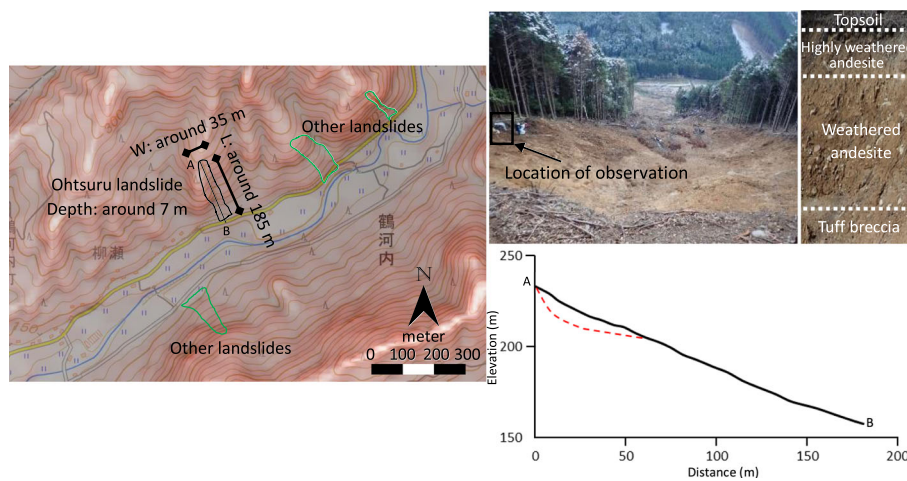 W: around 35 m
L: around 185 m
A
B
Ohtsuru landslide
Depth: around 7 m
Other landslides
Other landslides
鶴河内
柳瀬
N
meter
0 100 200 300
Location of observation
Topsoil
Highly weathered
andesite
Weathered
andesite
Tuff breccia
250
200
150
Elevation (m)
A
B
0 50 100 150 200
Distance (m)